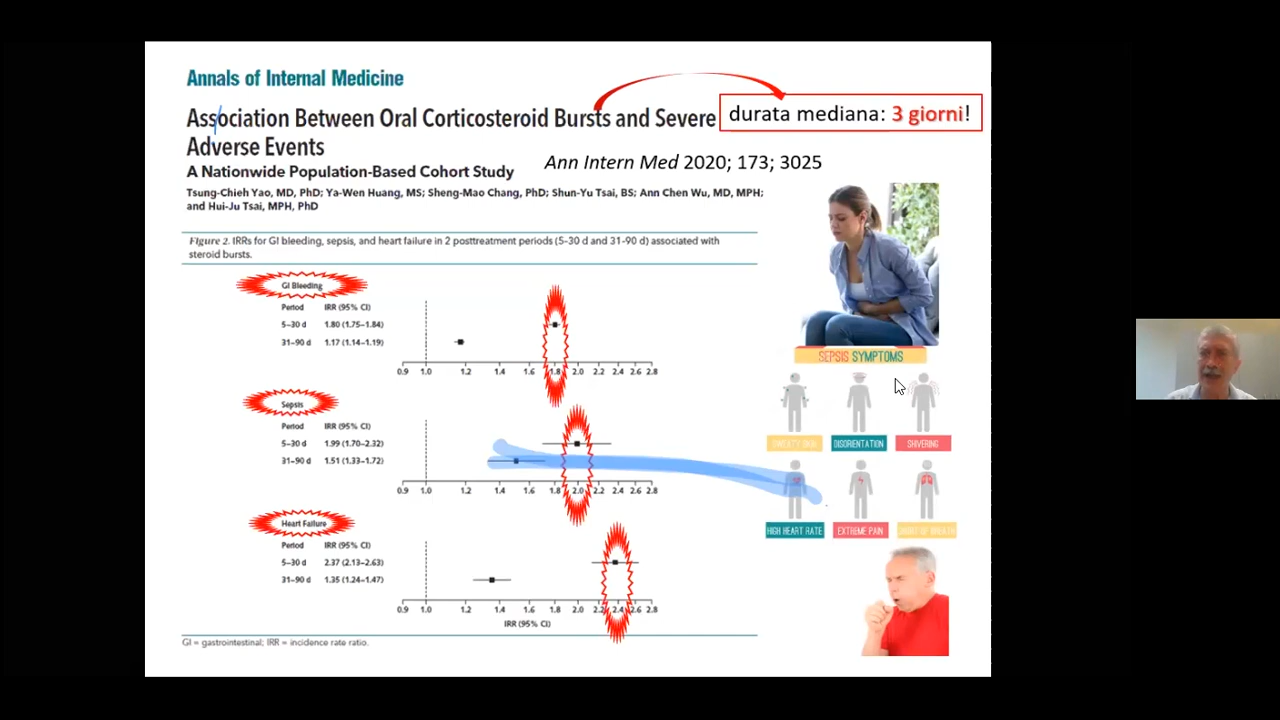 Annals of Internal Medicine
Association Between Oral Corticosteroid Bursts and Severe
Adverse Events
durata mediana: 3 giorni!
A Nationwide Population-Based Cohort Study
Ann Intern Med 2020; 173; 3025
Tsung-Chieh Yao, MD, PhD; Ya-Wen Huang, MS; Sheng-Mao Chang, PhD; Shun-Yu Tsai, BS; Ann Chen Wu, MD, MPH;
and Hui-Ju Tsai, MPH, PhD
Figure 2. IRRs for GI bleeding, sepsis, and heart failure in 2 posttreatment periods (5-30 d and 31-90 d) associated with
steroid bursts.
GI Bleeding
Period IRR (95% CI)
5–30 d 1.80 (1.75–1.84)
31–90 d 1.17 (1.14–1.19)
0.9 1.0 1.2 1.4 1.6 1.8 2.0 2.2 2.4 2.6 2.8
Sepsis
Period IRR (95% CI)
5–30 d 1.99 (1.70–2.32)
31–90 d 1.51 (1.33–1.72)
0.9 1.0 1.2 1.4 1.6 1.8 2.0 2.2 2.4 2.6 2.8
Heart Failure
Period IRR (95% CI)
5–30 d 2.37 (2.13–2.63)
31–90 d 1.35 (1.24–1.47)
0.9 1.0 1.2 1.4 1.6 1.8 2.0 2.2 2.4 2.6 2.8
IRR (95% CI)
GI = gastrointestinal; IRR = incidence rate ratio.
SEPSIS SYMPTOMS
SWEATY SKIN DISORIENTATION SHIVERING
HIGH HEART RATE EXTREME PAIN